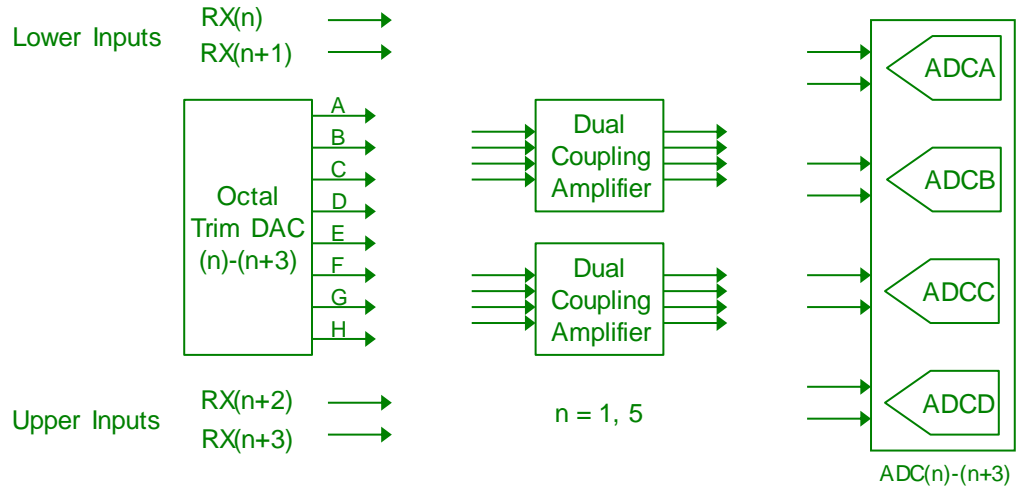 Lower Inputs
RX(n)
RX(n+1)
A
B
C
D
E
F
G
H
Octal
Trim DAC
(n)-(n+3)
Dual
Coupling
Amplifier
Dual
Coupling
Amplifier
ADCA
ADCB
ADCC
ADCD
Upper Inputs
RX(n+2)
RX(n+3)
n = 1, 5
ADC(n)-(n+3)